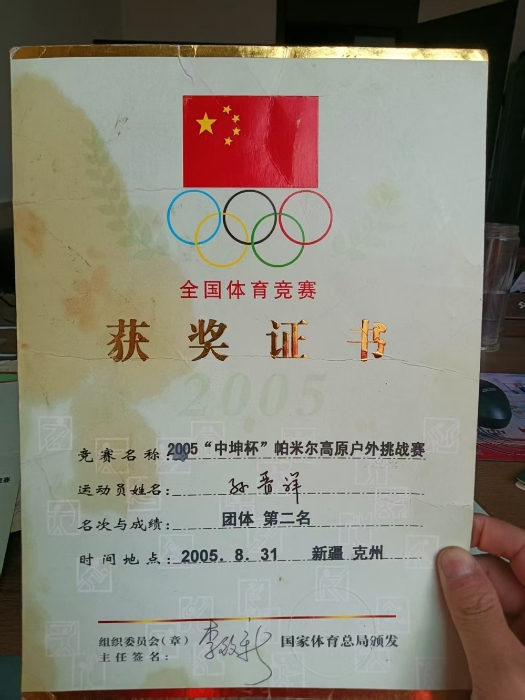 全国体育竞赛
获奖证书
2005
竞赛名称：2005“中坤杯”帕米尔高原户外挑战赛
运动员姓名：孙晋祥
名次与成绩：团体 第二名
时间地点：2005.8.31 新疆 克州
组织委员会（章） 国家体育总局颁发
主任签名：